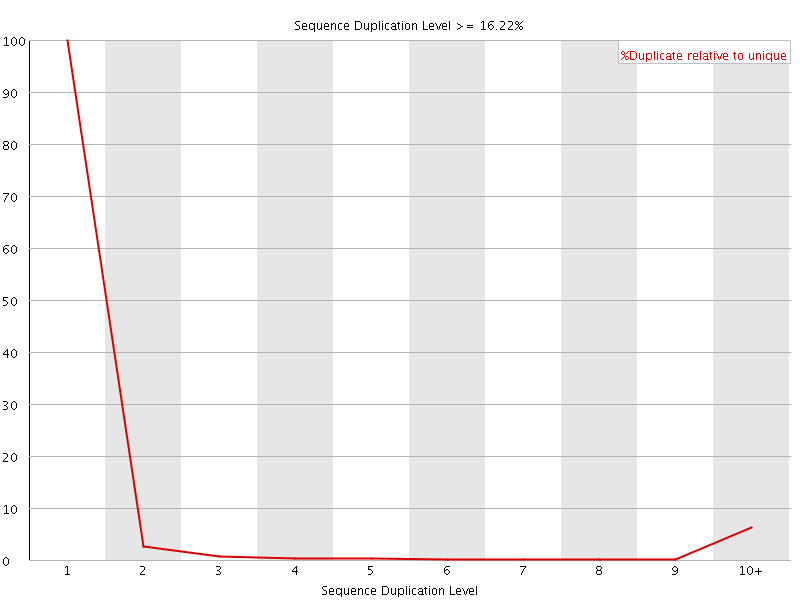 Sequence Duplication Level >= 16.22%
%Duplicate relative to unique
100
90
80
70
60
50
40
30
20
10
0
1 2 3 4 5 6 7 8 9 10+
Sequence Duplication Level